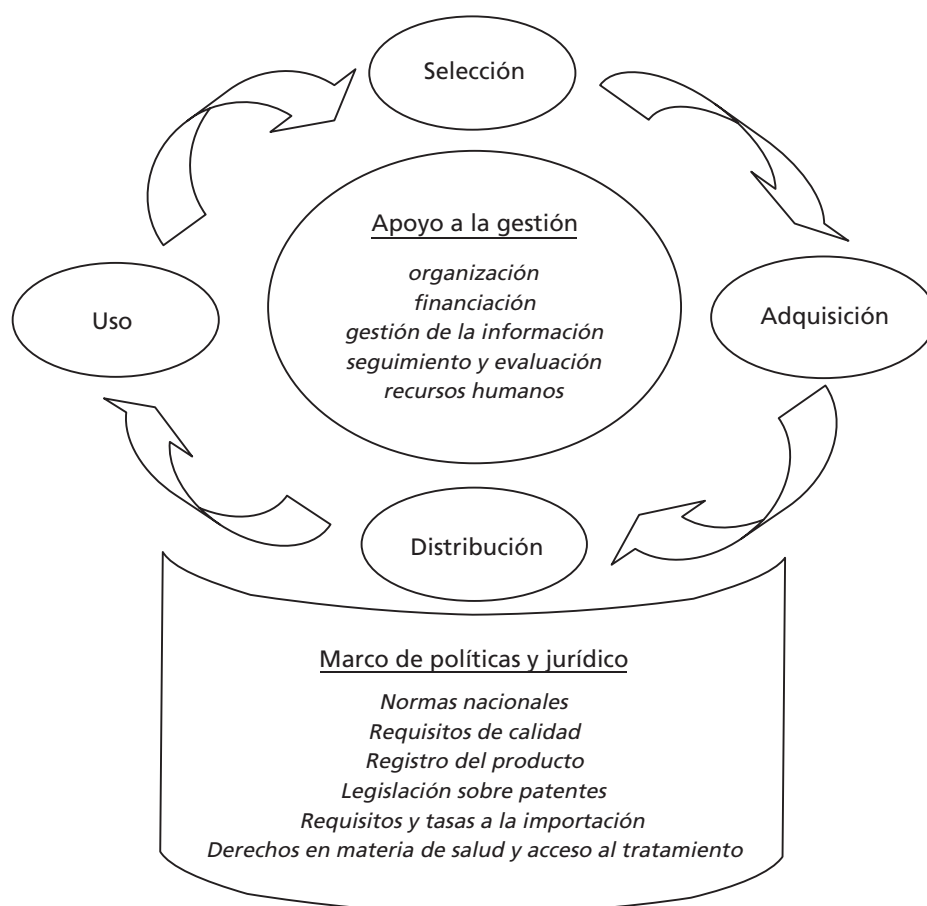 Selección
Apoyo a la gestión
organización
financiación
gestión de la información
seguimiento y evaluación
recursos humanos
Uso
Adquisición
Distribución
Marco de políticas y jurídico
Normas nacionales
Requisitos de calidad
Registro del producto
Legislación sobre patentes
Requisitos y tasas a la importación
Derechos en materia de salud y acceso al tratamiento